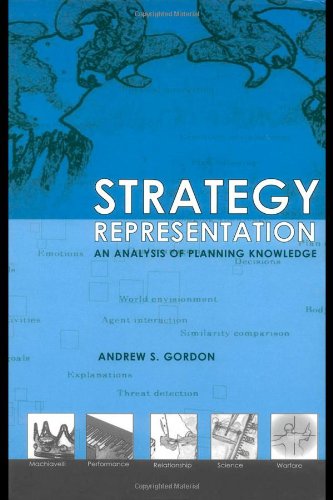 STRATEGY
REPRESENTATION
AN ANALYSIS OF PLANNING KNOWLEDGE
Emotions
Decisions
World envisionment
Agent interaction
Similarity comparison
ANDREW S. GORDON
Explanations
Threat detection
Machiavelli
Performance
Relationship
Science
Warfare